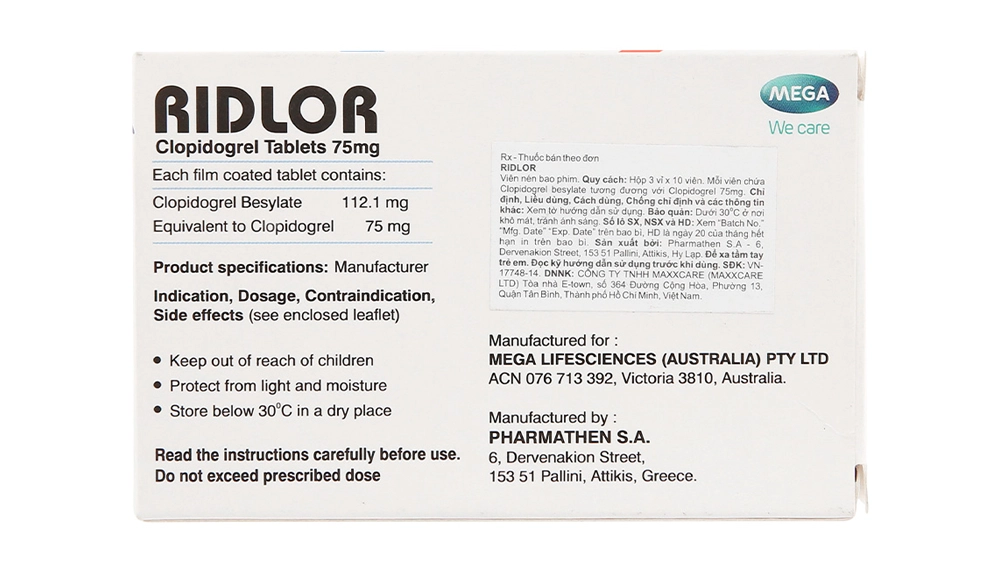 RIDLOR
Clopidogrel Tablets 75mg
Each film coated tablet contains:
Clopidogrel Besylate 112.1 mg
Equivalent to Clopidogrel 75 mg
Product specifications: Manufacturer
Indication, Dosage, Contraindication,
Side effects (see enclosed leaflet)
• Keep out of reach of children
• Protect from light and moisture
• Store below 30°C in a dry place
Read the instructions carefully before use.
Do not exceed prescribed dose
MEGA
We care
Rx - Thuốc bán theo đơn
RIDLOR
Viên nén bao phim. Quy cách: Hộp 3 vỉ x 10 viên. Mỗi viên chứa
Clopidogrel besylate tương đương với Clopidogrel 75mg. Chỉ
định, Liều dùng, Cách dùng, Chống chỉ định và các thông tin
khác: Xem tờ hướng dẫn sử dụng. Bảo quản: Dưới 30°C ở nơi
khô mát, tránh ánh sáng. Số lô SX, NSX và HD: Xem "Batch No."
"Mfg. Date" "Exp. Date" trên bao bì, HD là ngày 20 của tháng hết
hạn in trên bao bì. Sản xuất bởi: Pharmathen S.A - 6,
Dervenakion Street, 153 51 Pallini, Attikis, Hy Lạp. Để xa tầm tay
trẻ em. Đọc kỹ hướng dẫn sử dụng trước khi dùng. SĐK: VN-
17748-14. DNNK: CÔNG TY TNHH MAXXCARE (MAXXCARE
LTD) Tòa nhà E-town, số 364 Đường Cộng Hòa, Phường 13,
Quận Tân Bình, Thành phố Hồ Chí Minh, Việt Nam.
Manufactured for :
MEGA LIFESCIENCES (AUSTRALIA) PTY LTD
ACN 076 713 392, Victoria 3810, Australia.
Manufactured by :
PHARMATHEN S.A.
6, Dervenakion Street,
153 51 Pallini, Attikis, Greece.